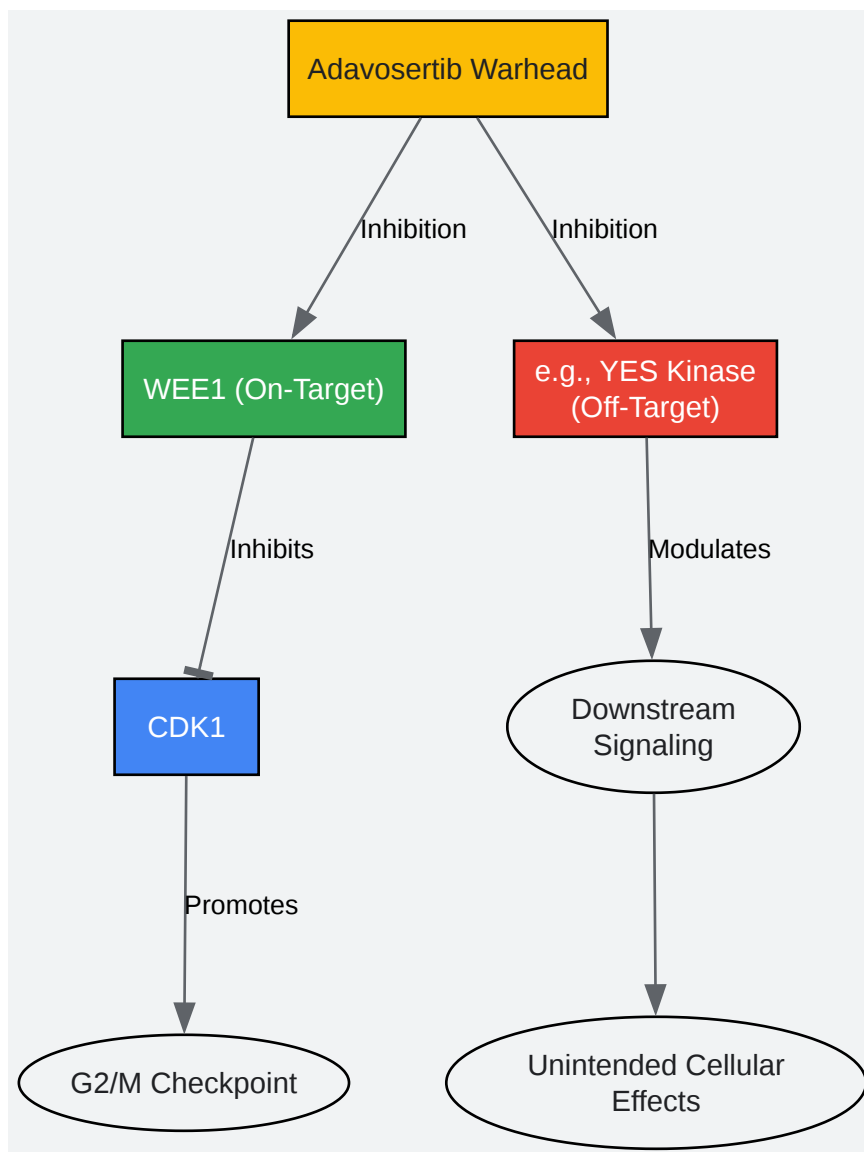 Adavosertib Warhead
Inhibition
Inhibition
WEE1 (On-Target)
e.g., YES Kinase
(Off-Target)
Inhibits
Modulates
CDK1
Downstream
Signaling
Promotes
G2/M Checkpoint
Unintended Cellular
Effects